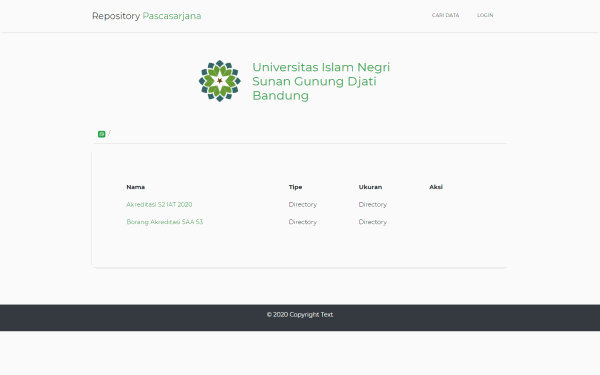 Repository Pascasarjana
CARI DATA LOGIN
Universitas Islam Negri
Sunan Gunung Djati
Bandung
/
Nama Tipe Ukuran Aksi
Akreditasi S2 IAT 2020 Directory Directory
Borang Akreditasi SAA S3 Directory Directory
© 2020 Copyright Text